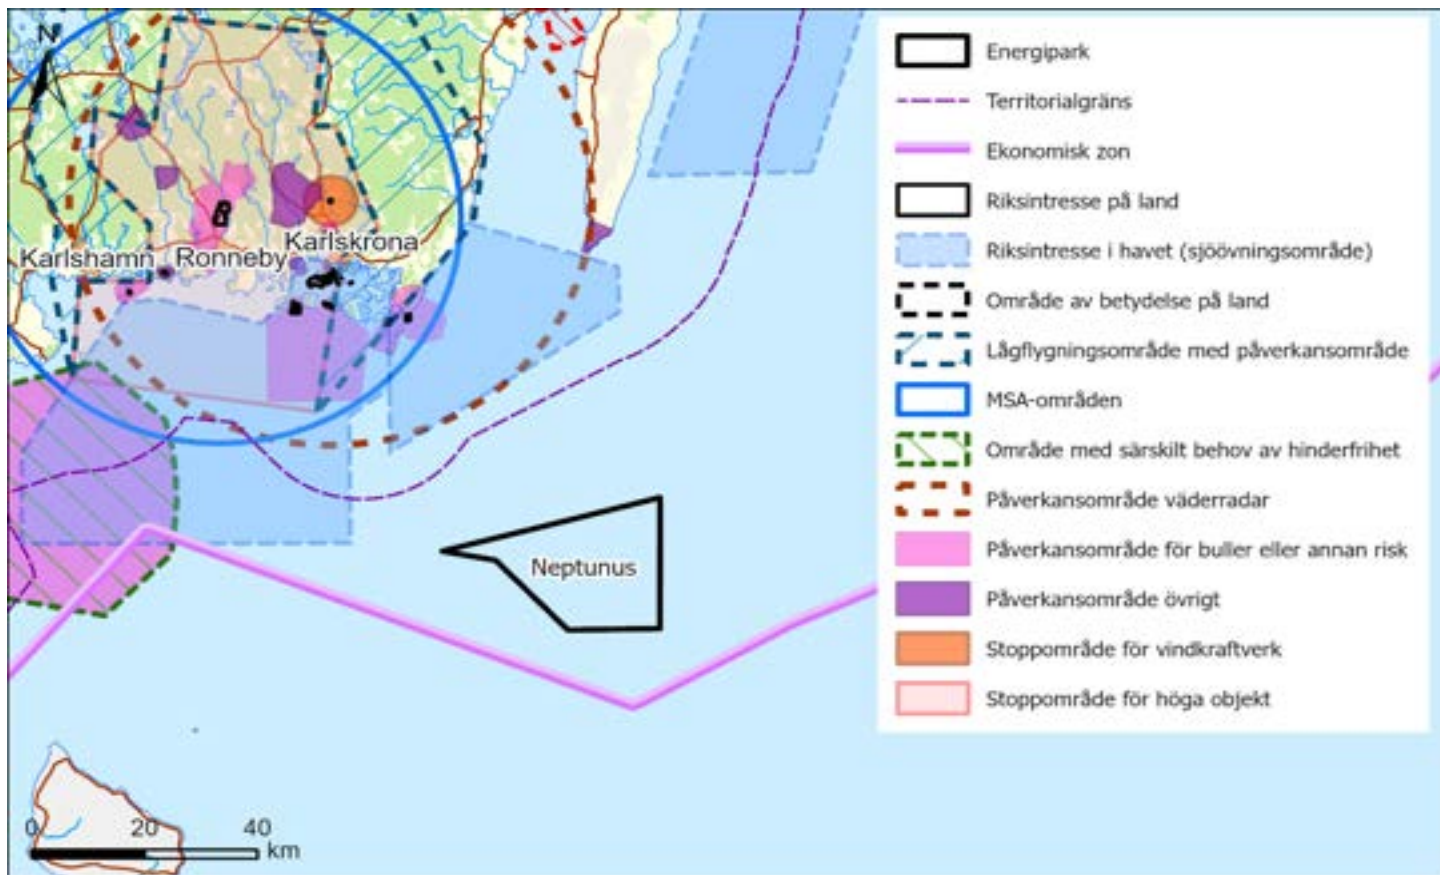 N
Karlshamn
Ronneby
Karlskrona
Neptunus
0 20 40
km
Energipark
Territorialgräns
Ekonomisk zon
Riksintresse på land
Riksintresse i havet (sjöövningsområde)
Område av betydelse på land
Lågflygningsområde med påverkansområde
MSA-områden
Område med särskilt behov av hinderfrihet
Påverkansområde väderradar
Påverkansområde för buller eller annan risk
Påverkansområde övrigt
Stoppområde för vindkraftverk
Stoppområde för höga objekt